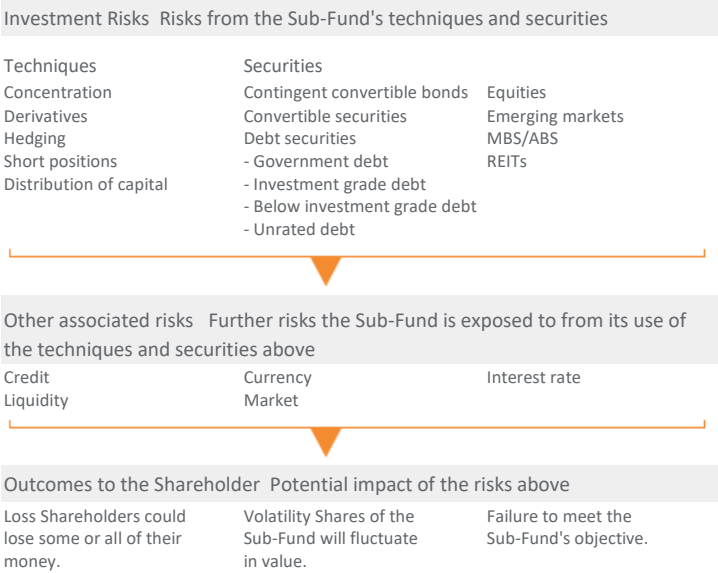 Investment Risks Risks from the Sub-Fund's techniques and securities
Techniques
Concentration
Derivatives
Hedging
Short positions
Distribution of capital
Securities
Contingent convertible bonds
Convertible securities
Debt securities
- Government debt
- Investment grade debt
- Below investment grade debt
- Unrated debt
Equities
Emerging markets
MBS/ABS
REITs
Other associated risks Further risks the Sub-Fund is exposed to from its use of
the techniques and securities above
Credit
Liquidity
Currency
Market
Interest rate
Outcomes to the Shareholder Potential impact of the risks above
Loss Shareholders could
lose some or all of their
money.
Volatility Shares of the
Sub-Fund will fluctuate
in value.
Failure to meet the
Sub-Fund's objective.